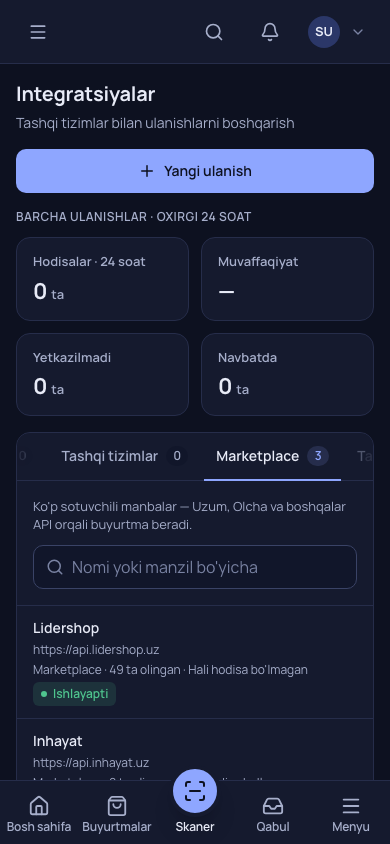 SU
Integratsiyalar
Tashqi tizimlar bilan ulanishlarni boshqarish
Yangi ulanish
BARCHA ULANISHLAR · OXIRGI 24 SOAT
Hodisalar · 24 soat
0 ta
Muvaffaqiyat
—
Yetkazilmadi
0 ta
Navbatda
0 ta
0 Tashqi tizimlar 0 Marketplace 3 Ta
Ko'p sotuvchili manbalar — Uzum, Olcha va boshqalar
API orqali buyurtma beradi.
Nomi yoki manzil bo'yicha
Lidershop
https://api.lidershop.uz
Marketplace · 49 ta olingan · Hali hodisa bo'lmagan
Ishlayapti
Inhayat
https://api.inhayat.uz
Bosh sahifa
Buyurtmalar
Skaner
Qabul
Menyu